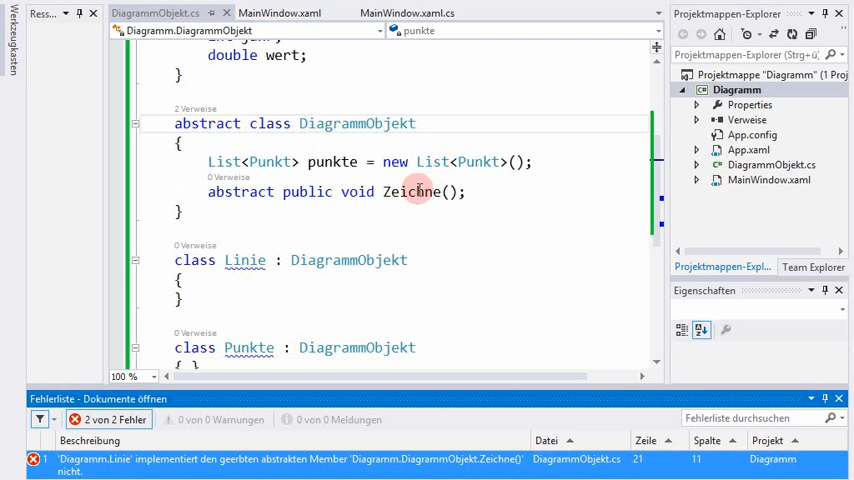 Werkzeugkasten
Ress...
DiagrammObjekt.cs
MainWindow.xaml
MainWindow.xaml.cs
Diagramm.DiagrammObjekt
punkte
double wert;
}
2 Verweise
abstract class DiagrammObjekt
{
List<Punkt> punkte = new List<Punkt>();
0 Verweise
abstract public void Zeichne();
}
0 Verweise
class Linie : DiagrammObjekt
{
}
0 Verweise
class Punkte : DiagrammObjekt
{ }
100 %
Projektmappen-Explorer
Projektmappen-Explorer (Strg+ü)
Projektmappe "Diagramm" (1 Proj
Diagramm
Properties
Verweise
App.config
App.xaml
DiagrammObjekt.cs
MainWindow.xaml
Projektmappen-Expl...
Team Explorer
Eigenschaften
Fehlerliste - Dokumente öffnen
2 von 2 Fehler
0 von 0 Warnungen
0 von 0 Meldungen
Fehlerliste durchsuchen
Beschreibung
Datei
Zeile
Spalte
Projekt
1
'Diagramm.Linie' implementiert den geerbten abstrakten Member 'Diagramm.DiagrammObjekt.Zeichne()'
nicht.
DiagrammObjekt.cs
21
11
Diagramm